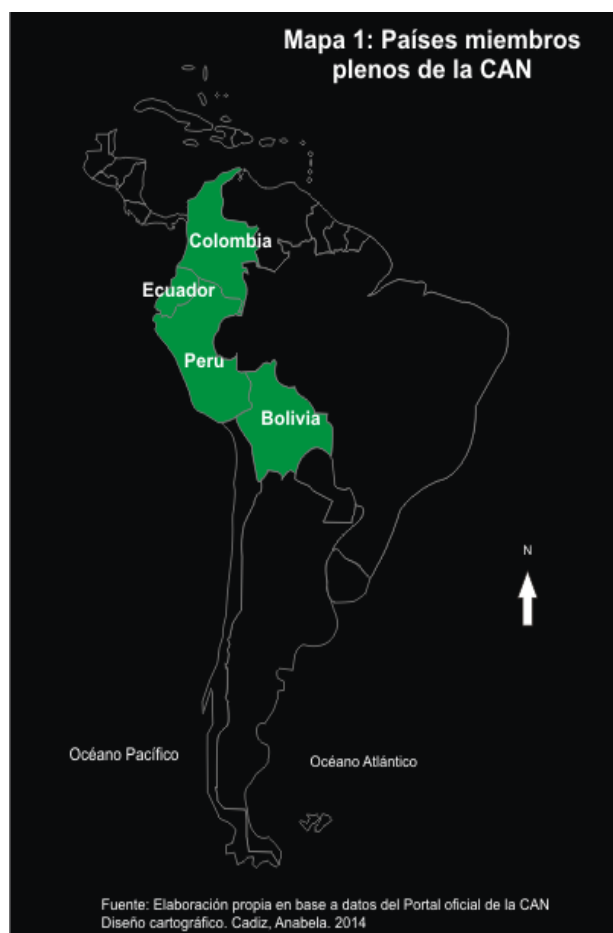 Mapa 1: Países miembros
plenos de la CAN
Colombia
Ecuador
Perú
Bolivia
N
Océano Pacífico
Océano Atlántico
Fuente: Elaboración propia en base a datos del Portal oficial de la CAN
Diseño cartográfico. Cadiz, Anabela. 2014